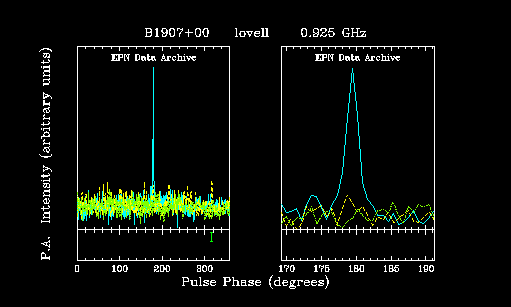 B1907+00 lovell 0.925 GHz
EPN Data Archive EPN Data Archive
P.A. Intensity (arbitrary units)
0 100 200 300 170 175 180 185 190
Pulse Phase (degrees)